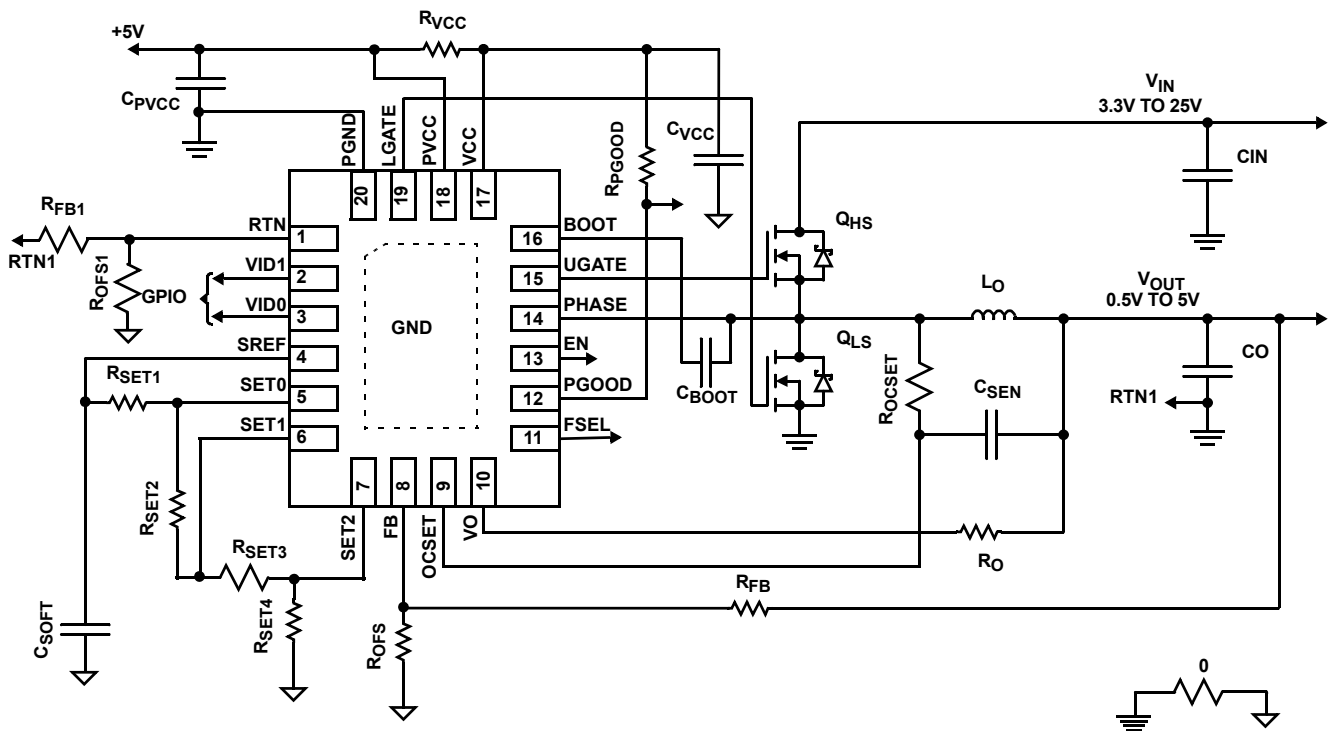 +5V
RVCC
CPVCC
PGND
LGATE
PVCC
VCC
RPGOOD
CVCC
VIN
3.3V TO 25V
CIN
20
19
18
17
RFB1
RTN1
ROFS1
GPIO
RTN
1
VID1
2
VID0
3
SREF
4
SET0
5
SET1
6
GND
16
BOOT
15
UGATE
14
PHASE
13
EN
12
PGOOD
11
FSEL
7
8
9
10
SET2
FB
OCSET
VO
QHS
QLS
CBOOT
LO
VOUT
0.5V TO 5V
ROCSET
CSEN
CO
RTN1
RSET1
RSET2
RSET3
RSET4
CSOFT
ROFS
RO
RFB
0